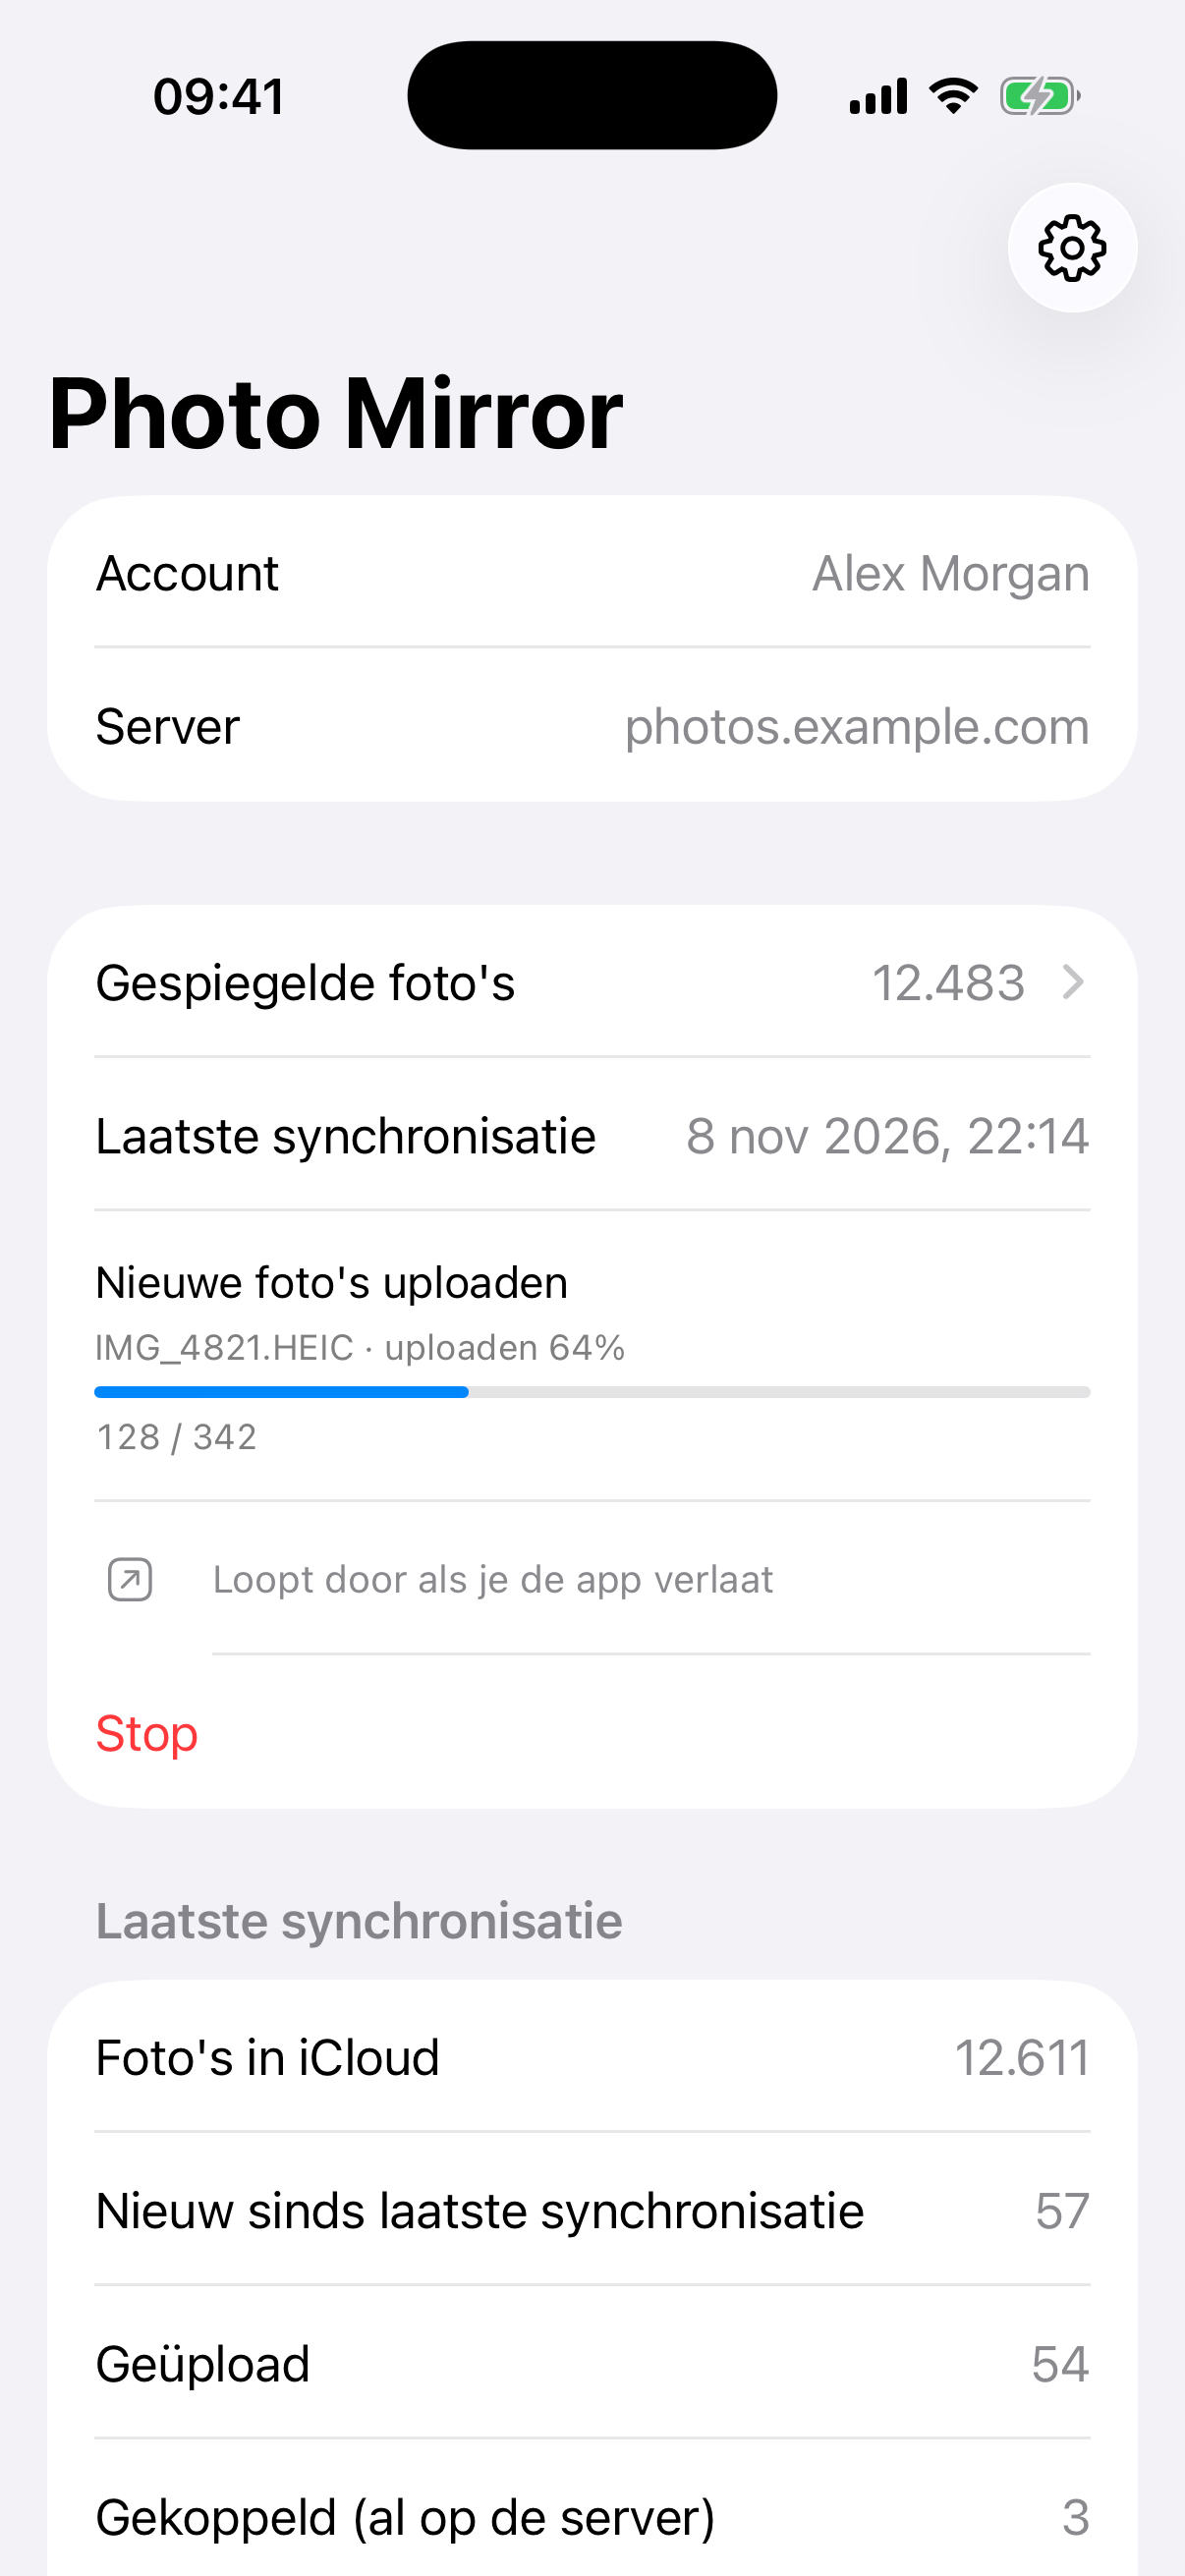 09:41
Photo Mirror
Account Alex Morgan
Server photos.example.com
Gespiegelde foto's 12.483
Laatste synchronisatie 8 nov 2026, 22:14
Nieuwe foto's uploaden
IMG_4821.HEIC · uploaden 64%
128 / 342
Loopt door als je de app verlaat
Stop
Laatste synchronisatie
Foto's in iCloud 12.611
Nieuw sinds laatste synchronisatie 57
Geüpload 54
Gekoppeld (al op de server) 3